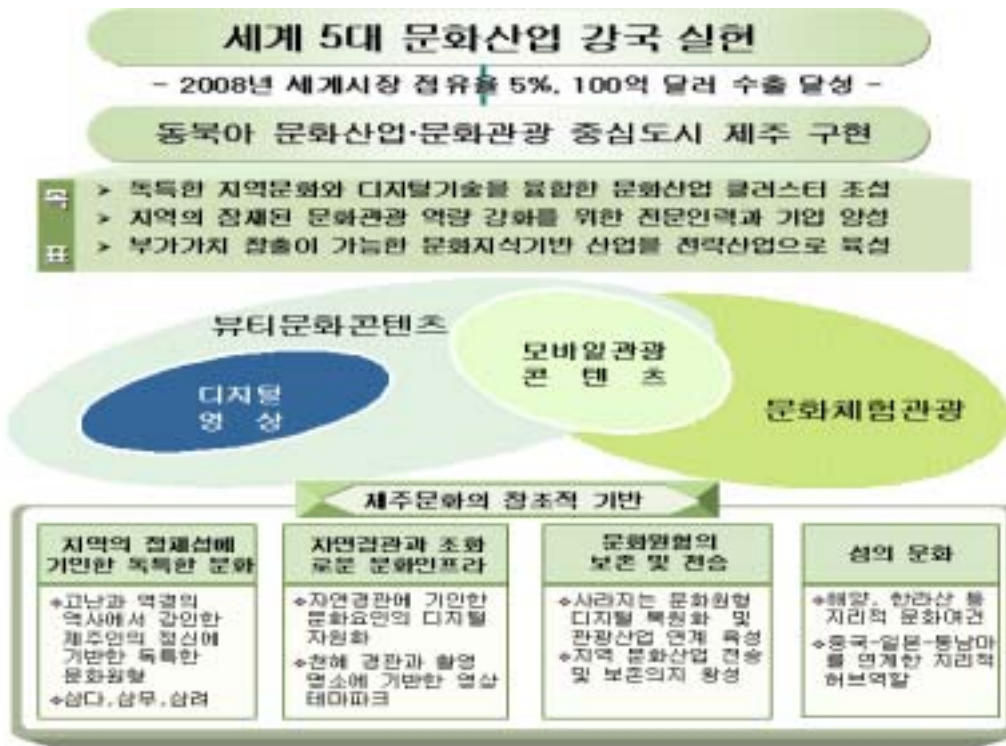 세계 5대 문화산업 강국 실현
- 2008년 세계시장 점유율 5%, 100억 달러 수출 달성 -
동북아 문화산업·문화관광 중심도시 제주 구현
목
표
➢ 독특한 지역문화와 디지털기술을 융합한 문화산업 클러스터 조성
➢ 지역의 잠재된 문화관광 역량 강화를 위한 전문인력과 기업 양성
➢ 부가가치 창출이 가능한 문화지식기반 산업을 전략산업으로 육성
뷰티문화콘텐츠
디지털
영 상
모바일관광
콘 텐 츠
문화체험관광
제주문화의 창조적 기반
지역의 정체성에
기인한 독특한 문화
❖고난과 역경의
역사에서 강인한
제주인의 정신에
기반한 독특한
문화원형
❖삼다,삼무,삼려
자연경관과 조화
로운 문화인프라
❖자연경관에 기인한
문화요인의 디지털
자원화
❖천혜 경관과 촬영
명소에 기반한 영상
테마파크
문화원형의
보존 및 전승
❖사라지는 문화원형
디지털 복원화 및
관광산업 연계 육성
❖지역 문화산업 전승
및 보존의지 왕성
섬의 문화
❖해양, 한라산 등
지리적 문화여건
❖중국-일본-동남아
를 연계한 지리적
허브역할